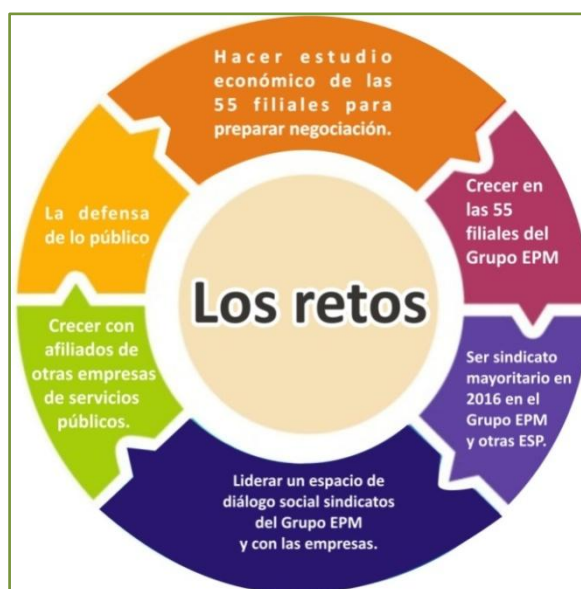 Hacer estudio
económico de las
55 filiales para
preparar negociación.
Crecer en
las 55
filiales del
Grupo EPM
Ser sindicato
mayoritario en
2016 en el
Grupo EPM
y otras ESP.
Liderar un espacio de
diálogo social sindicatos
del Grupo EPM
y con las empresas.
Crecer con
afiliados de
otras empresas
de servicios
públicos.
La defensa
de lo público
Los retos